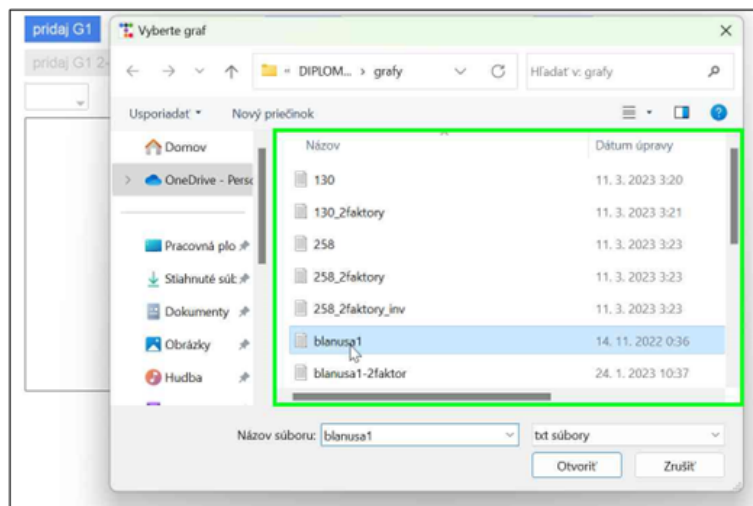 pridaj G1
Vyberte graf
pridaj G1 2-
« DIPLOM... › grafy
Hľadať v: grafy
Usporiadať
Nový priečinok
Domov
OneDrive - Perso
Pracovná plo
Stiahnuté súb
Dokumenty
Obrázky
Hudba
Názov
Dátum úpravy
130
11. 3. 2023 3:20
130_2faktory
11. 3. 2023 3:21
258
11. 3. 2023 3:23
258_2faktory
11. 3. 2023 3:23
258_2faktory_inv
11. 3. 2023 3:23
blanusa1
14. 11. 2022 0:36
blanusa1-2faktor
24. 1. 2023 10:37
Názov súboru:
blanusa1
txt súbory
Otvoriť
Zrušiť